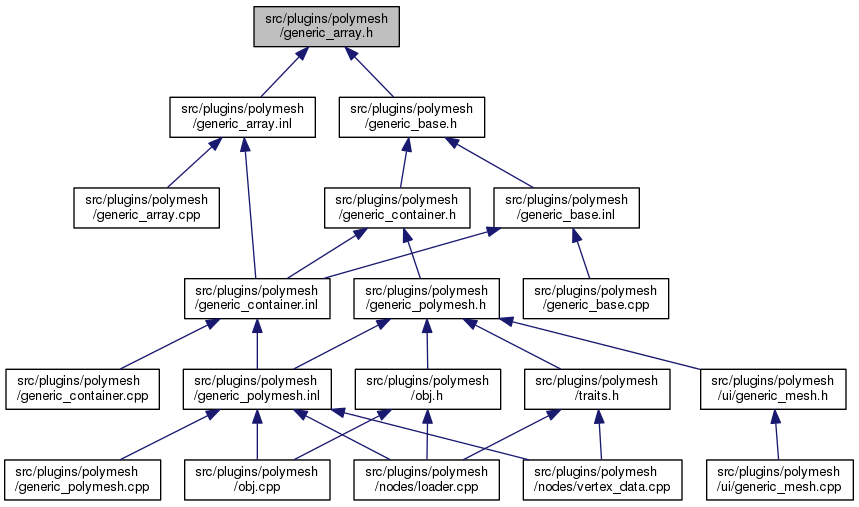 src/plugins/polymesh
/generic_array.h
src/plugins/polymesh
/generic_array.inl
src/plugins/polymesh
/generic_base.h
src/plugins/polymesh
/generic_array.cpp
src/plugins/polymesh
/generic_container.h
src/plugins/polymesh
/generic_base.inl
src/plugins/polymesh
/generic_container.inl
src/plugins/polymesh
/generic_polymesh.h
src/plugins/polymesh
/generic_base.cpp
src/plugins/polymesh
/generic_container.cpp
src/plugins/polymesh
/generic_polymesh.inl
src/plugins/polymesh
/obj.h
src/plugins/polymesh
/traits.h
src/plugins/polymesh
/ui/generic_mesh.h
src/plugins/polymesh
/generic_polymesh.cpp
src/plugins/polymesh
/obj.cpp
src/plugins/polymesh
/nodes/loader.cpp
src/plugins/polymesh
/nodes/vertex_data.cpp
src/plugins/polymesh
/ui/generic_mesh.cpp